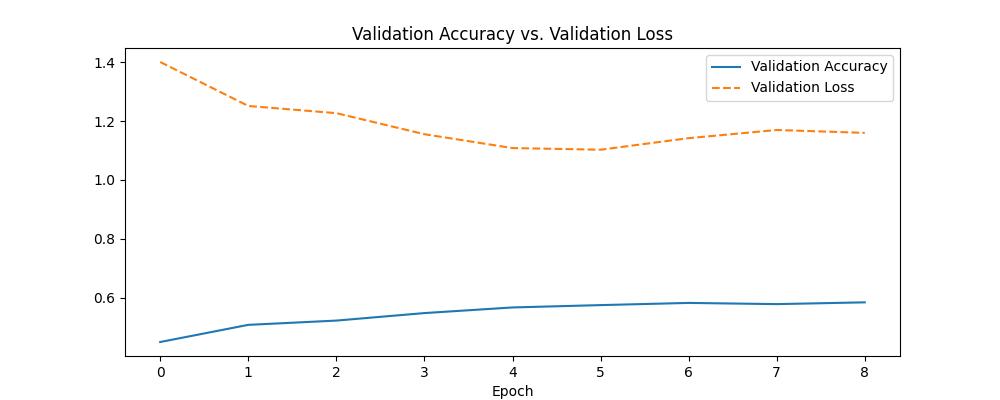 Validation Accuracy vs. Validation Loss
Validation Accuracy
Validation Loss
1.4
1.2
1.0
0.8
0.6
0 1 2 3 4 5 6 7 8
Epoch